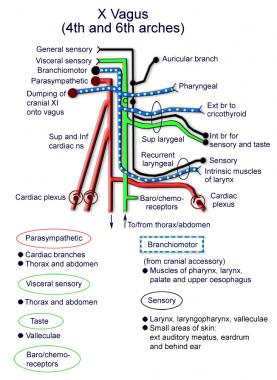 X Vagus
(4th and 6th arches)
General sensory
Visceral sensory
Branchiomotor
Parasympathetic
Dumping of
cranial XI
onto vagus
Auricular branch
Pharyngeal
Ext br to
cricothyroid
Sup larygeal
Int br for
sensory and taste
Sup and Inf
cardiac ns
Recurrent
laryngeal
Sensory
Intrinsic muscles
of larynx
Cardiac plexus
Cardiac
plexus
Baro/chemo-
receptors
To/from thorax/abdomen
Parasympathetic
Cardiac branches
Thorax and abdomen
Visceral sensory
Thorax and abdomen
Taste
Valleculae
Baro/chemo-
receptors
Branchiomotor
(from cranial accessory)
Muscles of pharynx, larynx,
palate and upper oesophagus
Sensory
Larynx, laryngopharynx, valleculae
Small areas of skin:
ext auditory meatus, eardrum
and behind ear